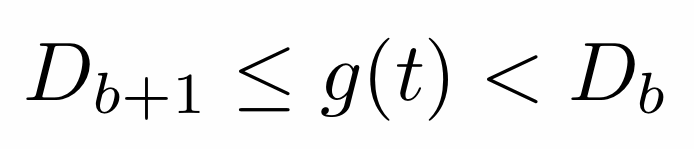 D_{b+1} ≤ g(t) < D_b